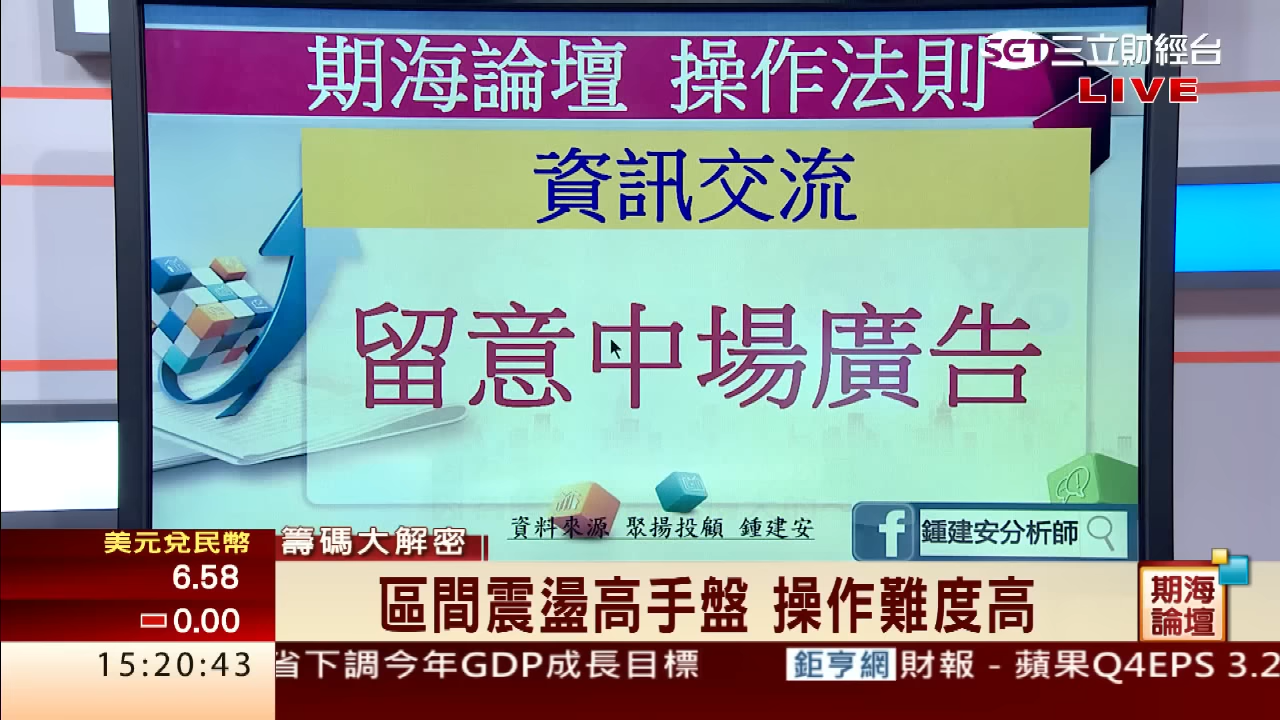 期海論壇 操作法則
SET三立財經台
LIVE
資訊交流
留意中場廣告
資料來源 聚揚投顧 鍾建安
鍾建安分析師
美元兌民幣
6.58
0.00
15:20:43
籌碼大解密
區間震盪高手盤 操作難度高
期海
論壇
省下調今年GDP成長目標
鉅亨網 財報 - 蘋果Q4EPS 3.2